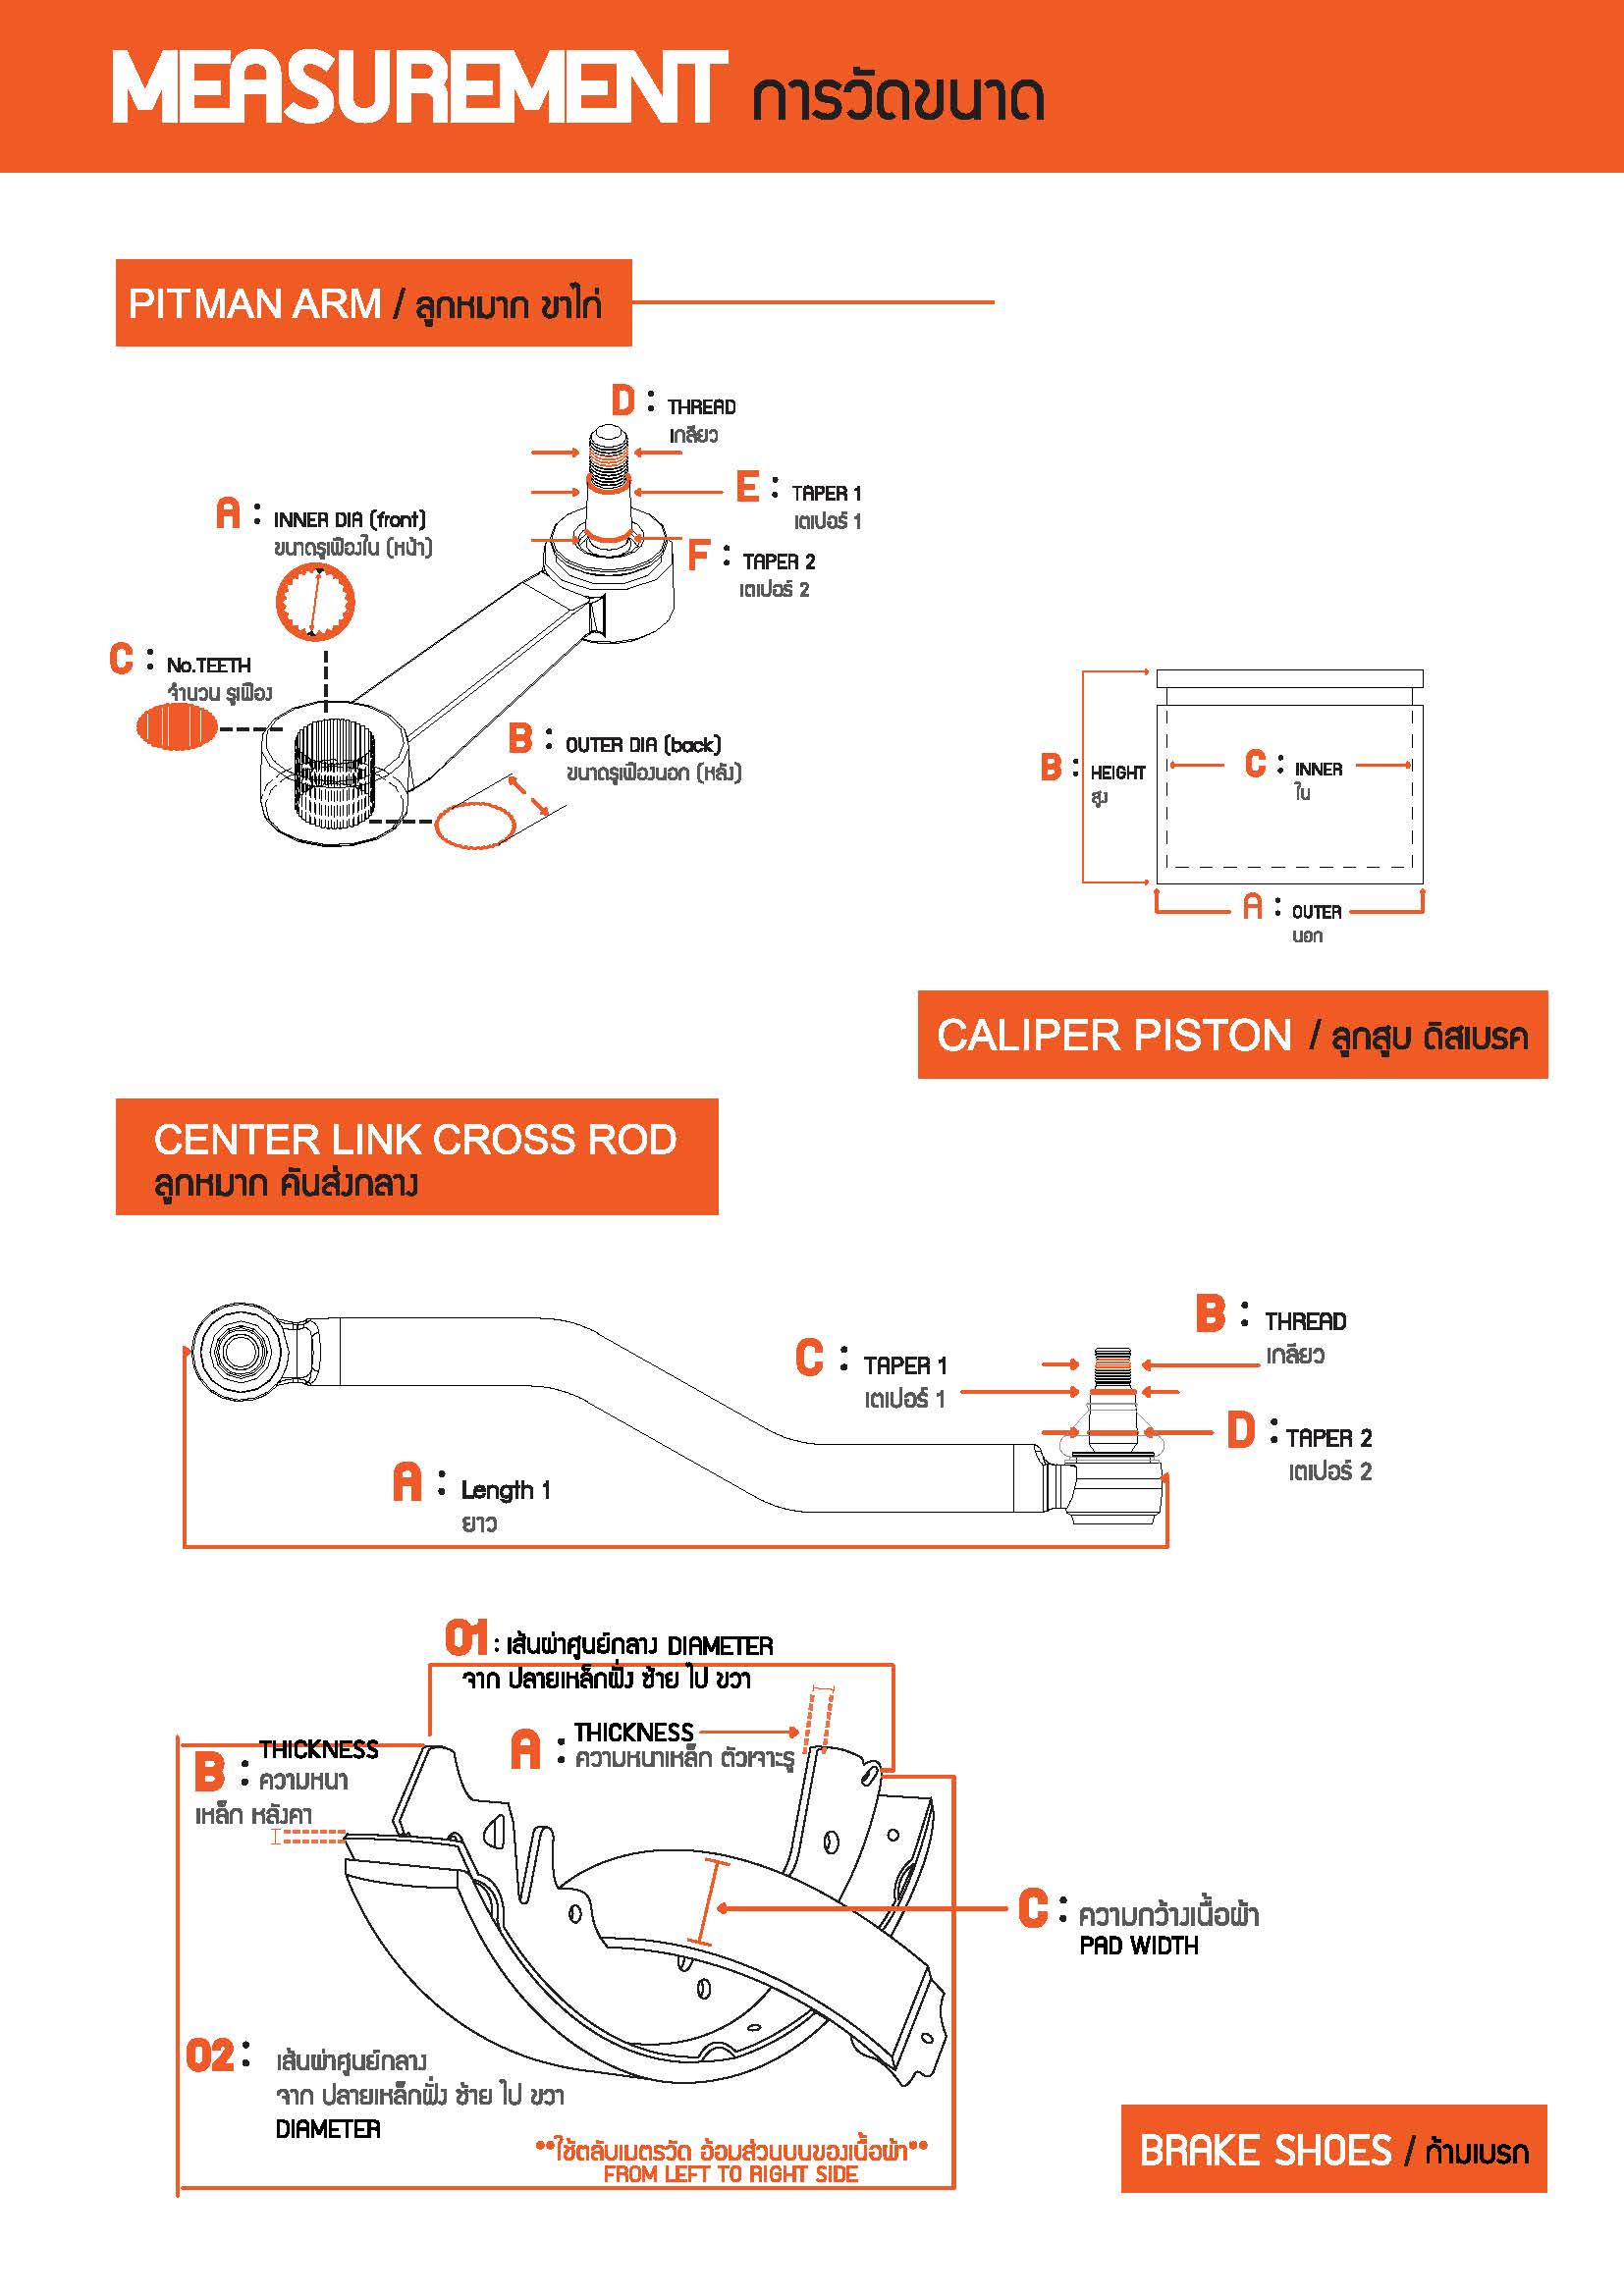 MEASUREMENT การวัดขนาด
PITMAN ARM / ลูกหมาก ขาไก่
D : THREAD
เกลียว
E : TAPER 1
เตเปอร์ 1
A : INNER DIA (front)
ขนาดรูเฟืองใน (หน้า)
F : TAPER 2
เตเปอร์ 2
C : No.TEETH
จำนวน รูเฟือง
B : OUTER DIA (back)
ขนาดรูเฟืองนอก (หลัง)
B : HEIGHT
สูง
C : INNER
ใน
A : OUTER
นอก
CALIPER PISTON / ลูกสูบ ดิสเบรค
CENTER LINK CROSS ROD
ลูกหมาก คันส่งกลาง
B : THREAD
เกลียว
C : TAPER 1
เตเปอร์ 1
D : TAPER 2
เตเปอร์ 2
A : Length 1
ยาว
01 : เส้นผ่าศูนย์กลาง DIAMETER
จาก ปลายเหล็กฝั่ง ซ้าย ไป ขวา
A : THICKNESS
ความหนาเหล็ก ตัวเจาะรู
B : THICKNESS
ความหนา
เหล็ก หลังคา
C : ความกว้างเนื้อผ้า
PAD WIDTH
02 : เส้นผ่าศูนย์กลาง
จาก ปลายเหล็กฝั่ง ซ้าย ไป ขวา
DIAMETER
**ใช้ตลับเมตรวัด อ้อมส่วนบนของเนื้อผ้า**
FROM LEFT TO RIGHT SIDE
BRAKE SHOES / ก้ามเบรก